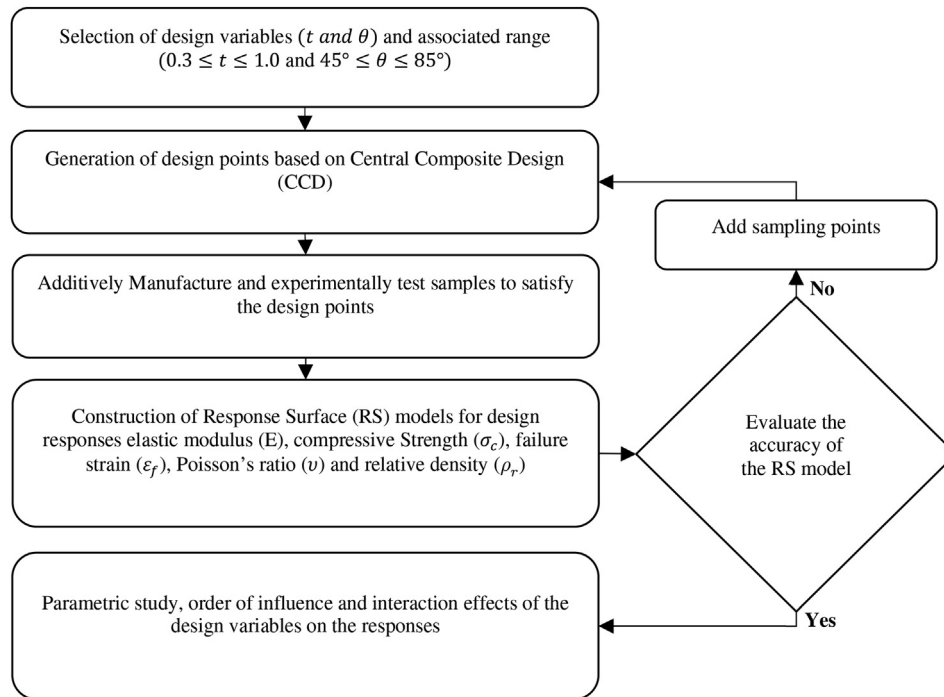 Selection of design variables (t and θ) and associated range
(0.3 ≤ t ≤ 1.0 and 45° ≤ θ ≤ 85°)
Generation of design points based on Central Composite Design
(CCD)
Additively Manufacture and experimentally test samples to satisfy
the design points
Construction of Response Surface (RS) models for design
responses elastic modulus (E), compressive Strength (σ_c), failure
strain (ε_f), Poisson's ratio (υ) and relative density (ρ_r)
Evaluate the
accuracy of
the RS model
No
Add sampling points
Yes
Parametric study, order of influence and interaction effects of the
design variables on the responses